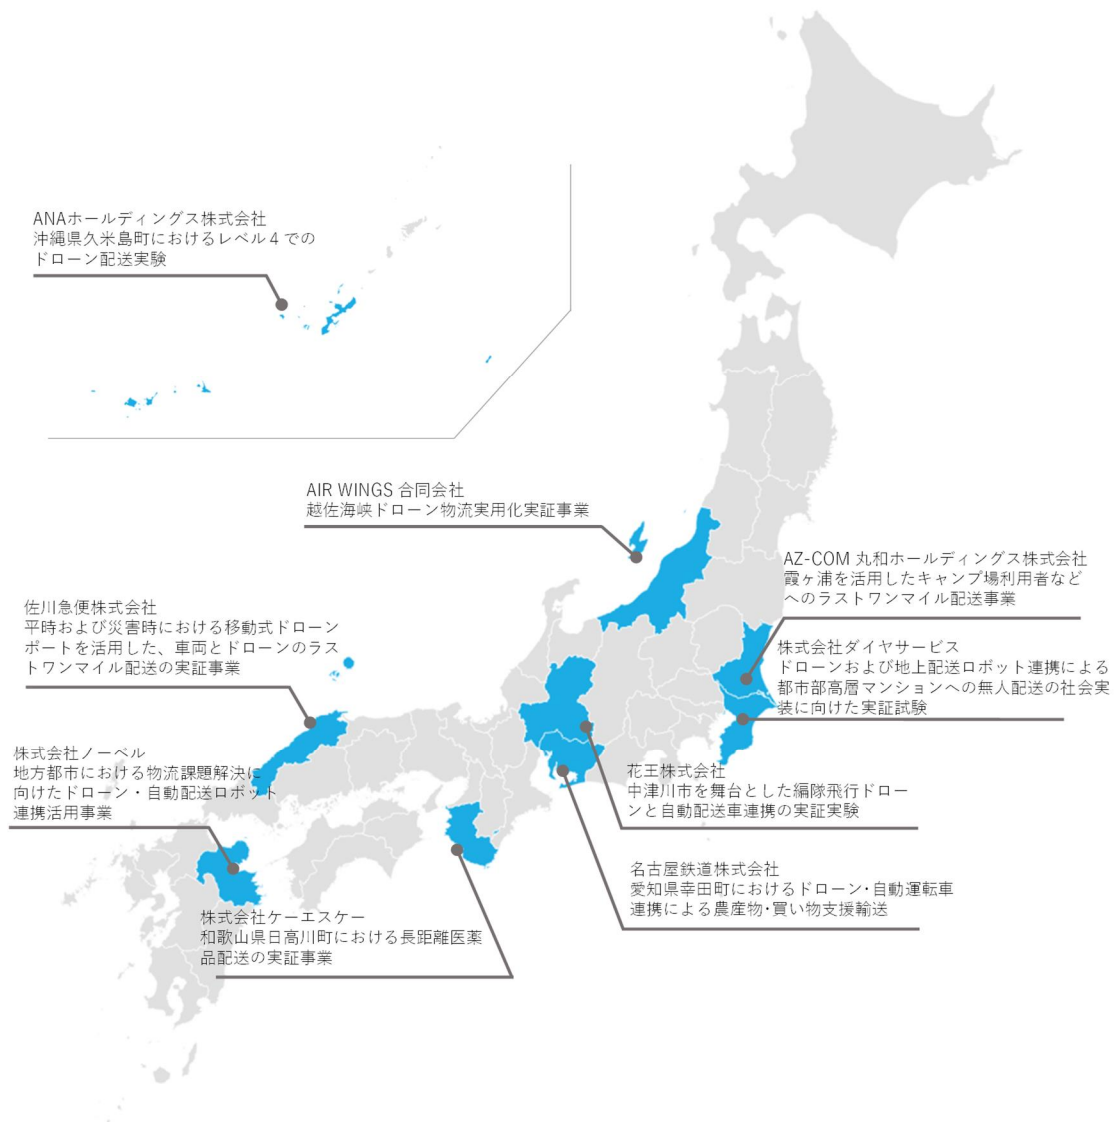 ANAホールディングス株式会社
沖縄県久米島町におけるレベル４での
ドローン配送実験
AIR WINGS 合同会社
越佐海峡ドローン物流実用化実証事業
AZ-COM 丸和ホールディングス株式会社
霞ヶ浦を活用したキャンプ場利用者など
へのラストワンマイル配送事業
佐川急便株式会社
平時および災害時における移動式ドローン
ポートを活用した、車両とドローンのラス
トワンマイル配送の実証事業
株式会社ダイヤサービス
ドローンおよび地上配送ロボット連携による
都市部高層マンションへの無人配送の社会実
装に向けた実証試験
株式会社ノーベル
地方都市における物流課題解決に
向けたドローン・自動配送ロボット
連携活用事業
花王株式会社
中津川市を舞台とした編隊飛行ドロー
ンと自動配送車連携の実証実験
名古屋鉄道株式会社
愛知県幸田町におけるドローン・自動運転車
連携による農産物・買い物支援輸送
株式会社ケーエスケー
和歌山県日高川町における長距離医薬
品配送の実証事業